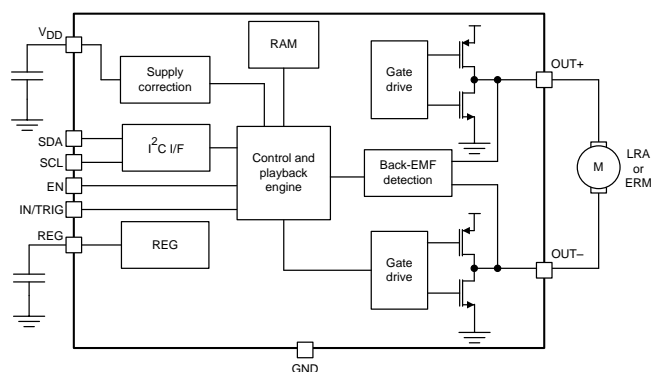 V_DD
RAM
Supply
correction
Gate
drive
OUT+
SDA
SCL
I²C I/F
Control and
playback
engine
Back-EMF
detection
M
LRA
or
ERM
EN
IN/TRIG
REG
REG
Gate
drive
OUT–
GND